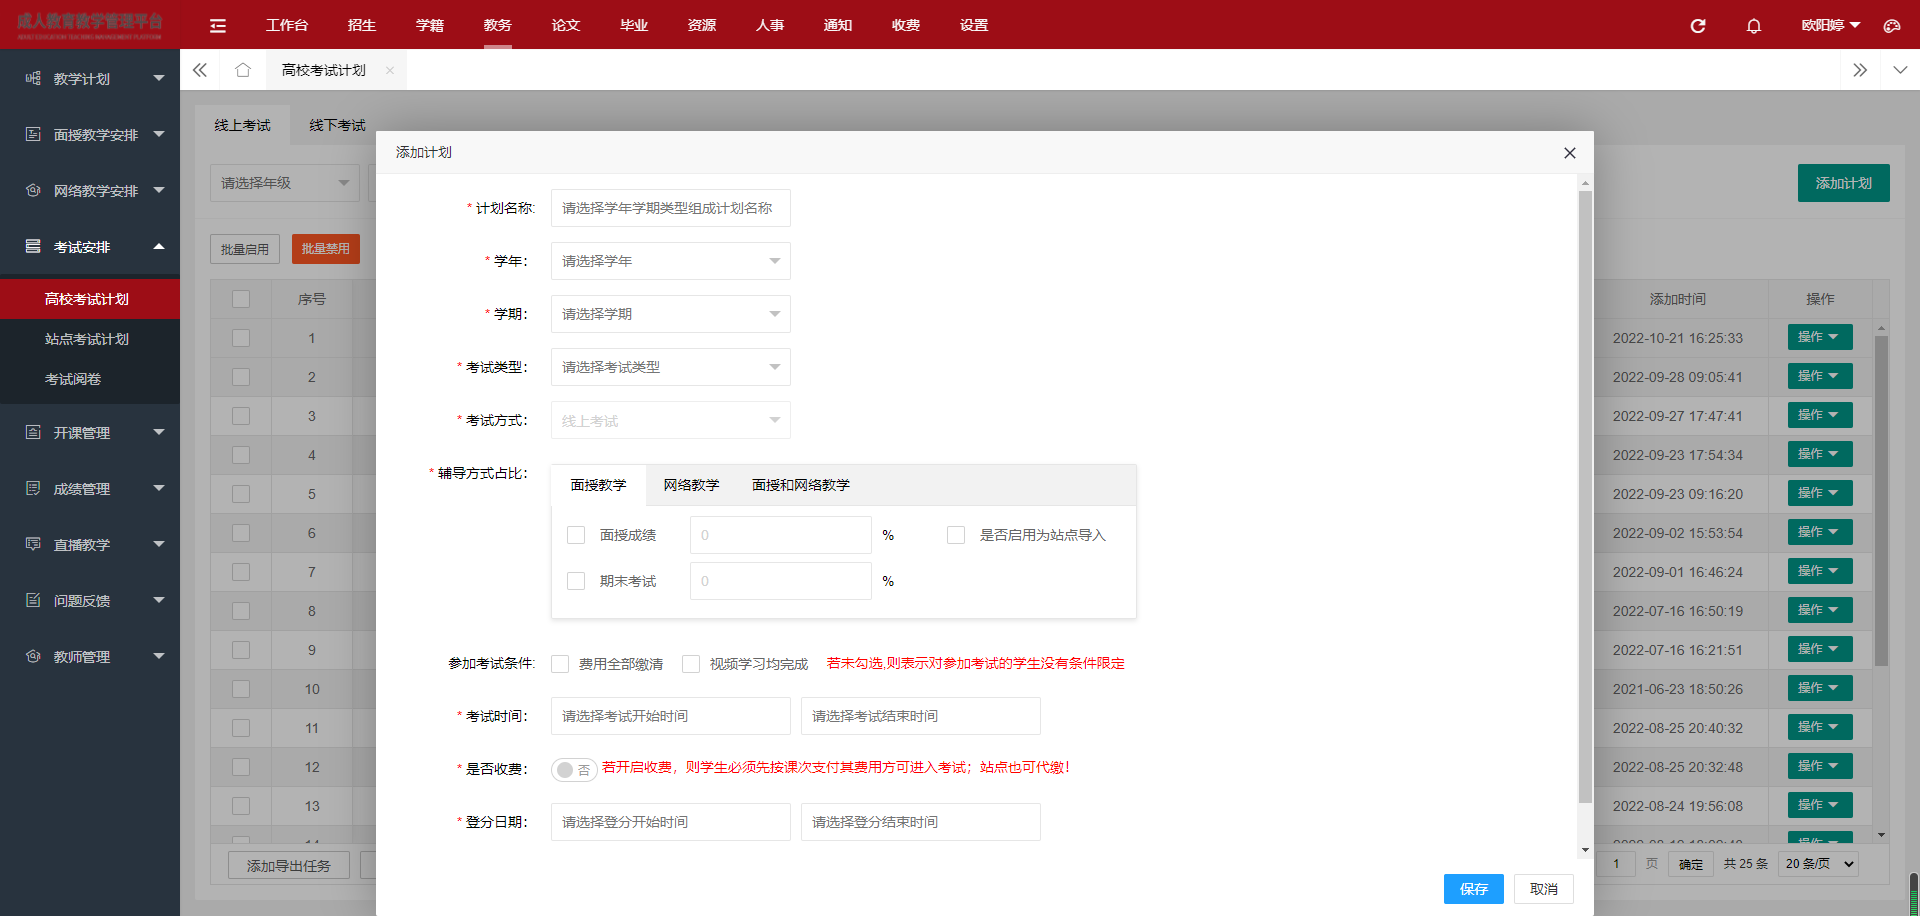 成人教育教学管理平台
工作台 招生 学籍 教务 论文 毕业 资源 人事 通知 收费 设置 欧阳婷
高校考试计划
教学计划
面授教学安排
网络教学安排
考试安排
高校考试计划
站点考试计划
考试阅卷
开课管理
成绩管理
直播教学
问题反馈
教师管理
线上考试 线下考试
请选择年级 添加计划
批量启用 批量禁用
序号 添加时间 操作
1 2022-10-21 16:25:33 操作
2 2022-09-28 09:05:41 操作
3 2022-09-27 17:47:41 操作
4 2022-09-23 17:54:34 操作
5 2022-09-23 09:16:20 操作
6 2022-09-02 15:53:54 操作
7 2022-09-01 16:46:24 操作
8 2022-07-16 16:50:19 操作
9 2022-07-16 16:21:51 操作
10 2021-06-23 18:50:26 操作
11 2022-08-25 20:40:32 操作
12 2022-08-25 20:32:48 操作
13 2022-08-24 19:56:08 操作
添加导出任务 1 页 确定 共 25 条 20 条/页
添加计划
* 计划名称: 请选择学年学期类型组成计划名称
* 学年： 请选择学年
* 学期： 请选择学期
* 考试类型： 请选择考试类型
* 考试方式： 线上考试
* 辅导方式占比： 面授教学 网络教学 面授和网络教学
面授成绩 0 % 是否启用为站点导入
期末考试 0 %
参加考试条件: 费用全部缴清 视频学习均完成 若未勾选,则表示对参加考试的学生没有条件限定
* 考试时间： 请选择考试开始时间 请选择考试结束时间
* 是否收费： 否 若开启收费，则学生必须先按课次支付其费用方可进入考试；站点也可代缴！
* 登分日期： 请选择登分开始时间 请选择登分结束时间
保存 取消